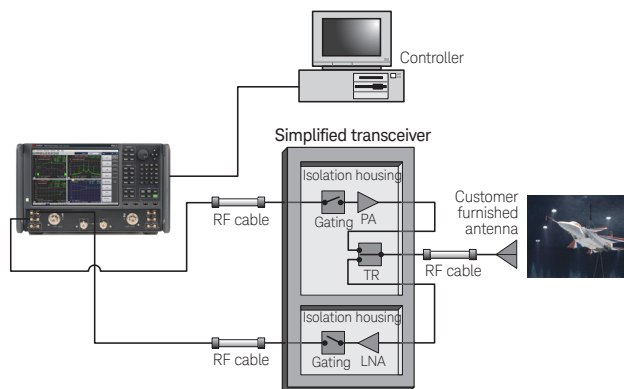 Controller
Simplified transceiver
Isolation housing
Gating
PA
Customer
furnished
antenna
RF cable
TR
RF cable
Isolation housing
RF cable
Gating
LNA